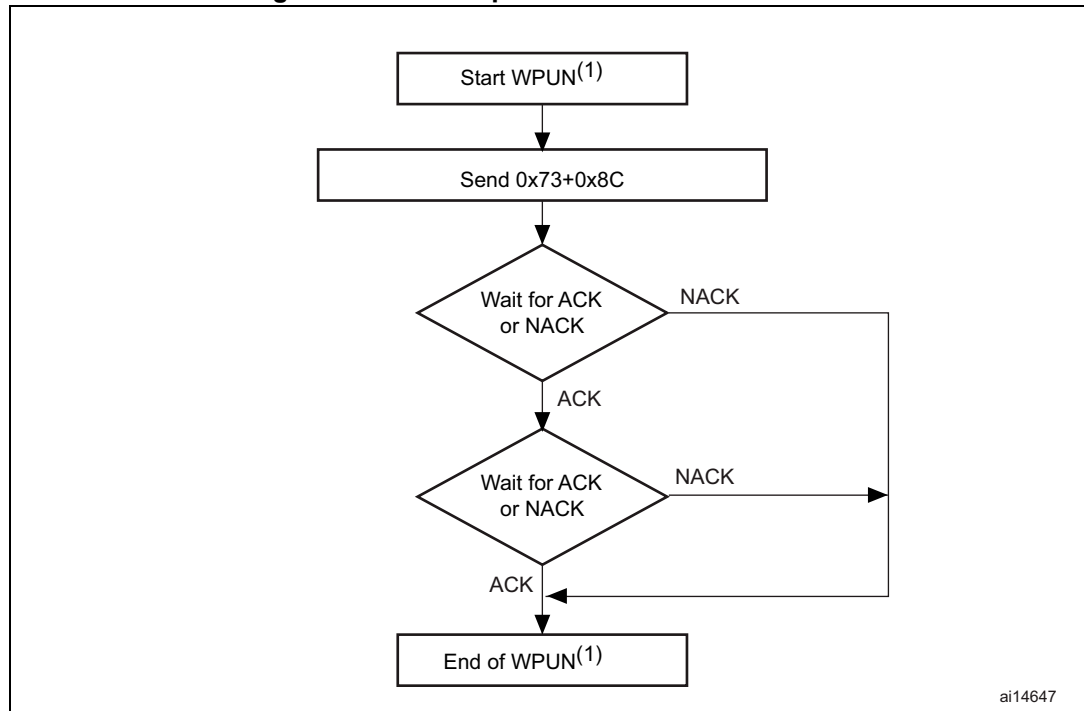 Start WPUN(1)
Send 0x73+0x8C
Wait for ACK
or NACK
NACK
ACK
Wait for ACK
or NACK
NACK
ACK
End of WPUN(1)
ai14647